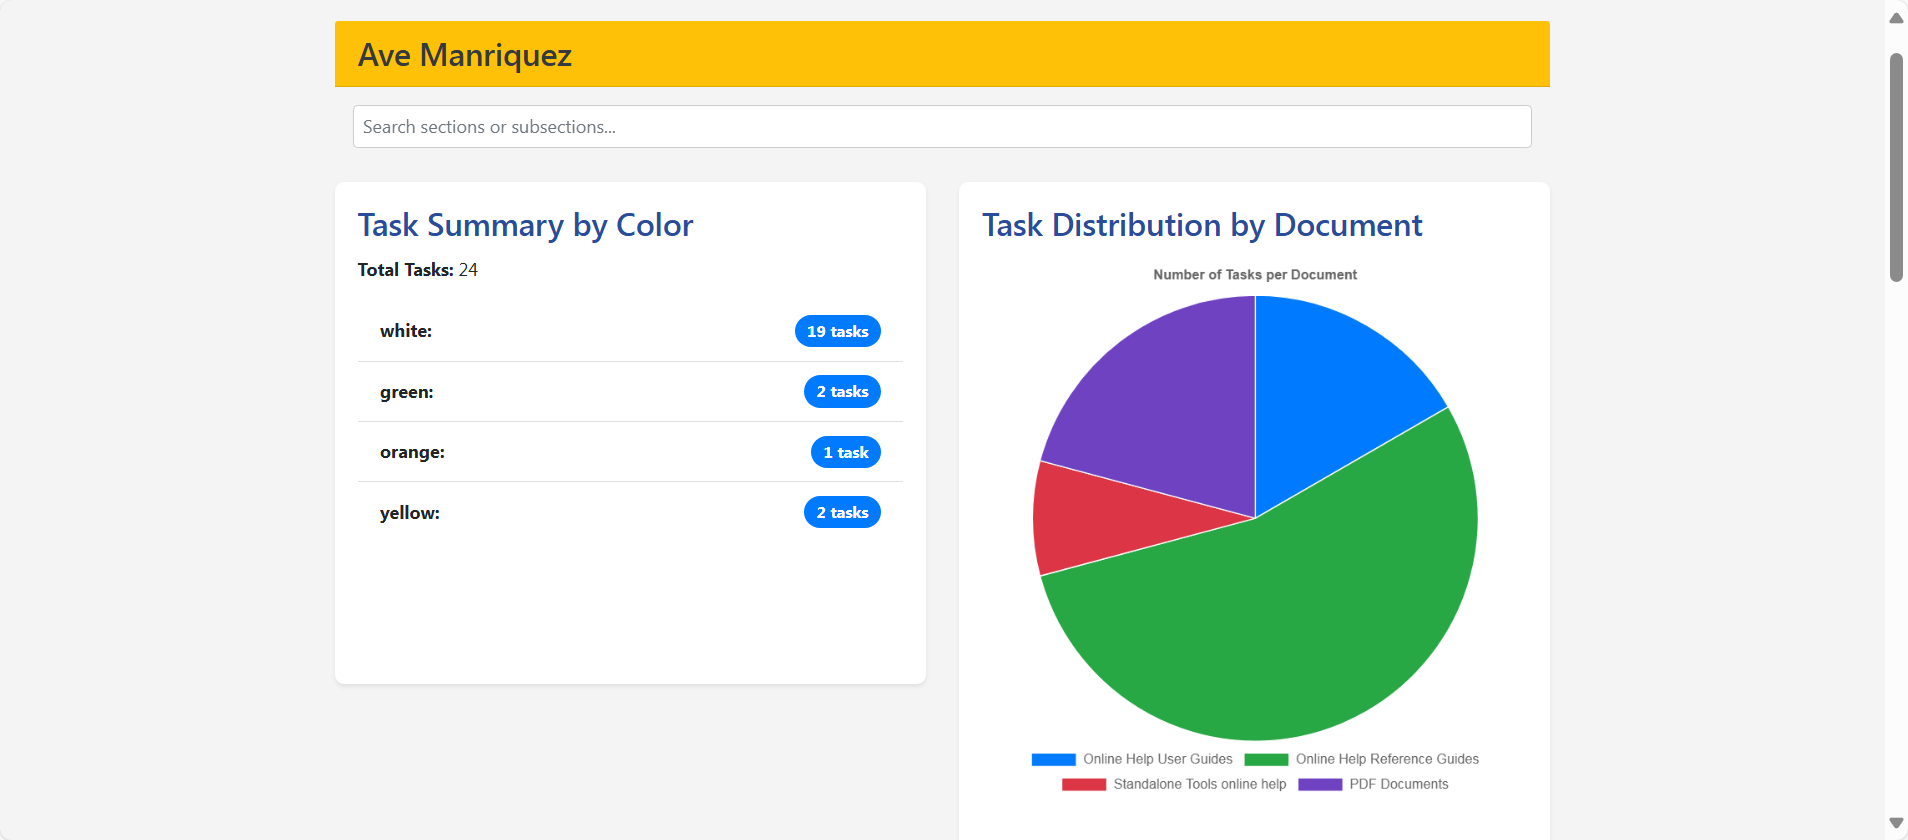 Ave Manriquez
Search sections or subsections...
Task Summary by Color
Total Tasks: 24
white:
19 tasks
green:
2 tasks
orange:
1 task
yellow:
2 tasks
Task Distribution by Document
Number of Tasks per Document
Online Help User Guides
Online Help Reference Guides
Standalone Tools online help
PDF Documents